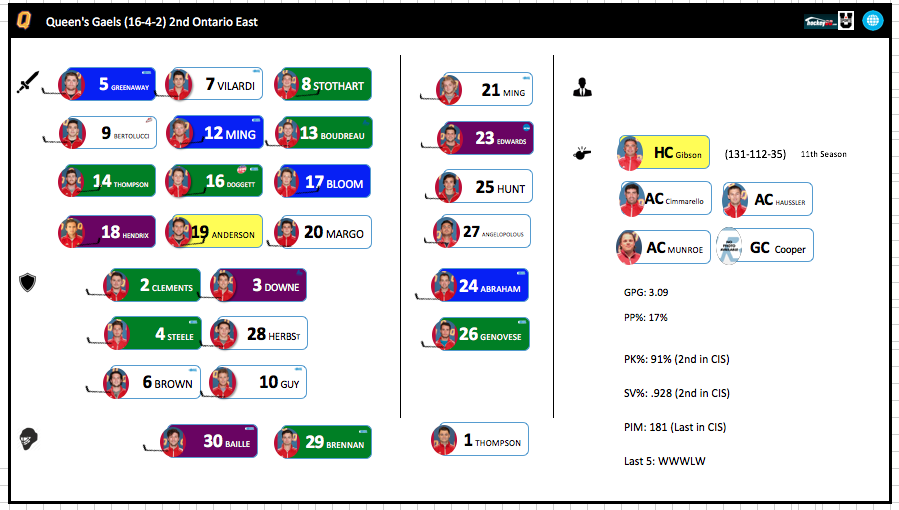 Queen's Gaels (16-4-2) 2nd Ontario East
5 GREENAWAY
7 VILARDI
8 STOTHART
9 BERTOLUCCI
12 MING
13 BOUDREAU
14 THOMPSON
16 DOGGETT
17 BLOOM
18 HENDRIX
19 ANDERSON
20 MARGO
2 CLEMENTS
3 DOWNE
4 STEELE
28 HERBST
6 BROWN
10 GUY
30 BAILLE
29 BRENNAN
21 MING
23 EDWARDS
25 HUNT
27 ANGELOPOLOUS
24 ABRAHAM
26 GENOVESE
1 THOMPSON
HC Gibson (131-112-35) 11th Season
AC Cimmarello
AC HAUSSLER
AC MUNROE
GC Cooper
GPG: 3.09
PP%: 17%
PK%: 91% (2nd in CIS)
SV%: .928 (2nd in CIS)
PIM: 181 (Last in CIS)
Last 5: WWWLW